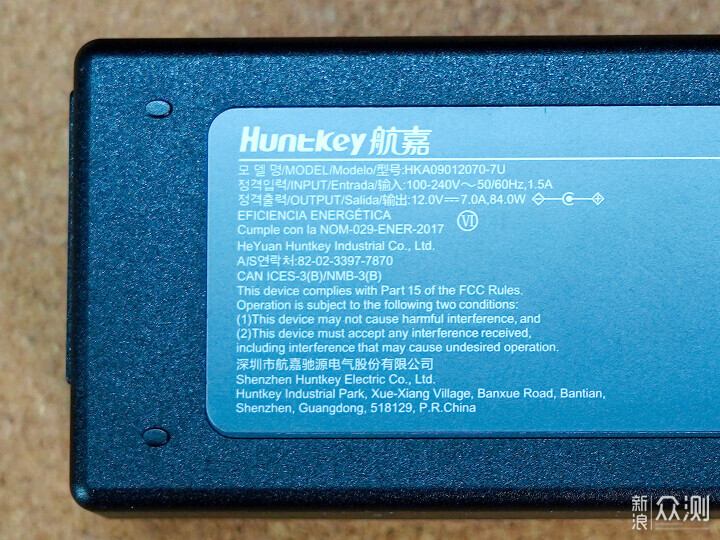 Huntkey航嘉
모 델 명/MODEL/Modelo/型号:HKA09012070-7U
정격입력/INPUT/Entrada/输入:100-240V～50/60Hz,1.5A
정격출력/OUTPUT/Salida/输出:12.0V⎓7.0A,84.0W
EFICIENCIA ENERGÉTICA
Cumple con la NOM-029-ENER-2017
VI
HeYuan Huntkey Industrial Co., Ltd.
A/S연락처:82-02-3397-7870
CAN ICES-3(B)/NMB-3(B)
This device complies with Part 15 of the FCC Rules.
Operation is subject to the following two conditions:
(1)This device may not cause harmful interference, and
(2)This device must accept any interference received,
including interference that may cause undesired operation.
深圳市航嘉驰源电气股份有限公司
Shenzhen Huntkey Electric Co., Ltd.
Huntkey Industrial Park, Xue-Xiang Village, Banxue Road, Bantian,
Shenzhen, Guangdong, 518129, P.R.China
新浪众测